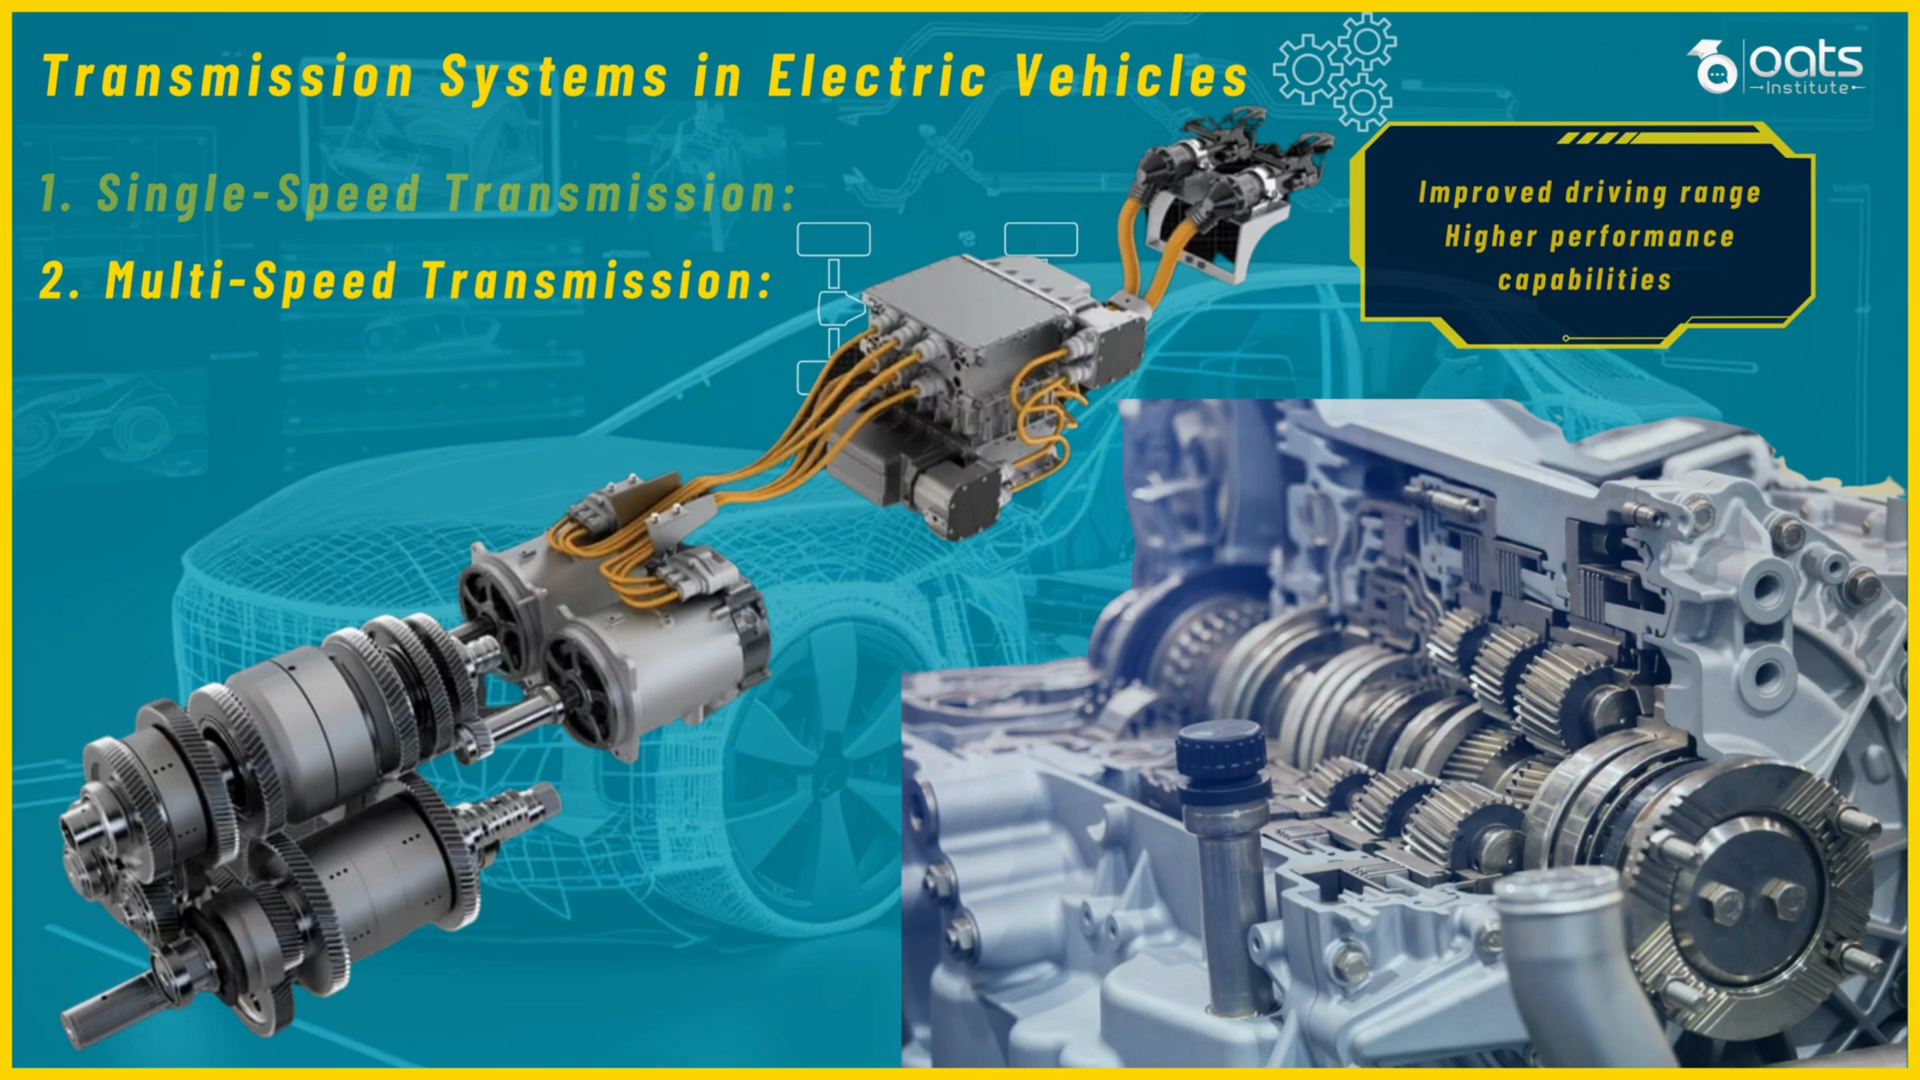 Transmission Systems in Electric Vehicles
oats
Institute
1. Single-Speed Transmission:
2. Multi-Speed Transmission:
Improved driving range
Higher performance
capabilities